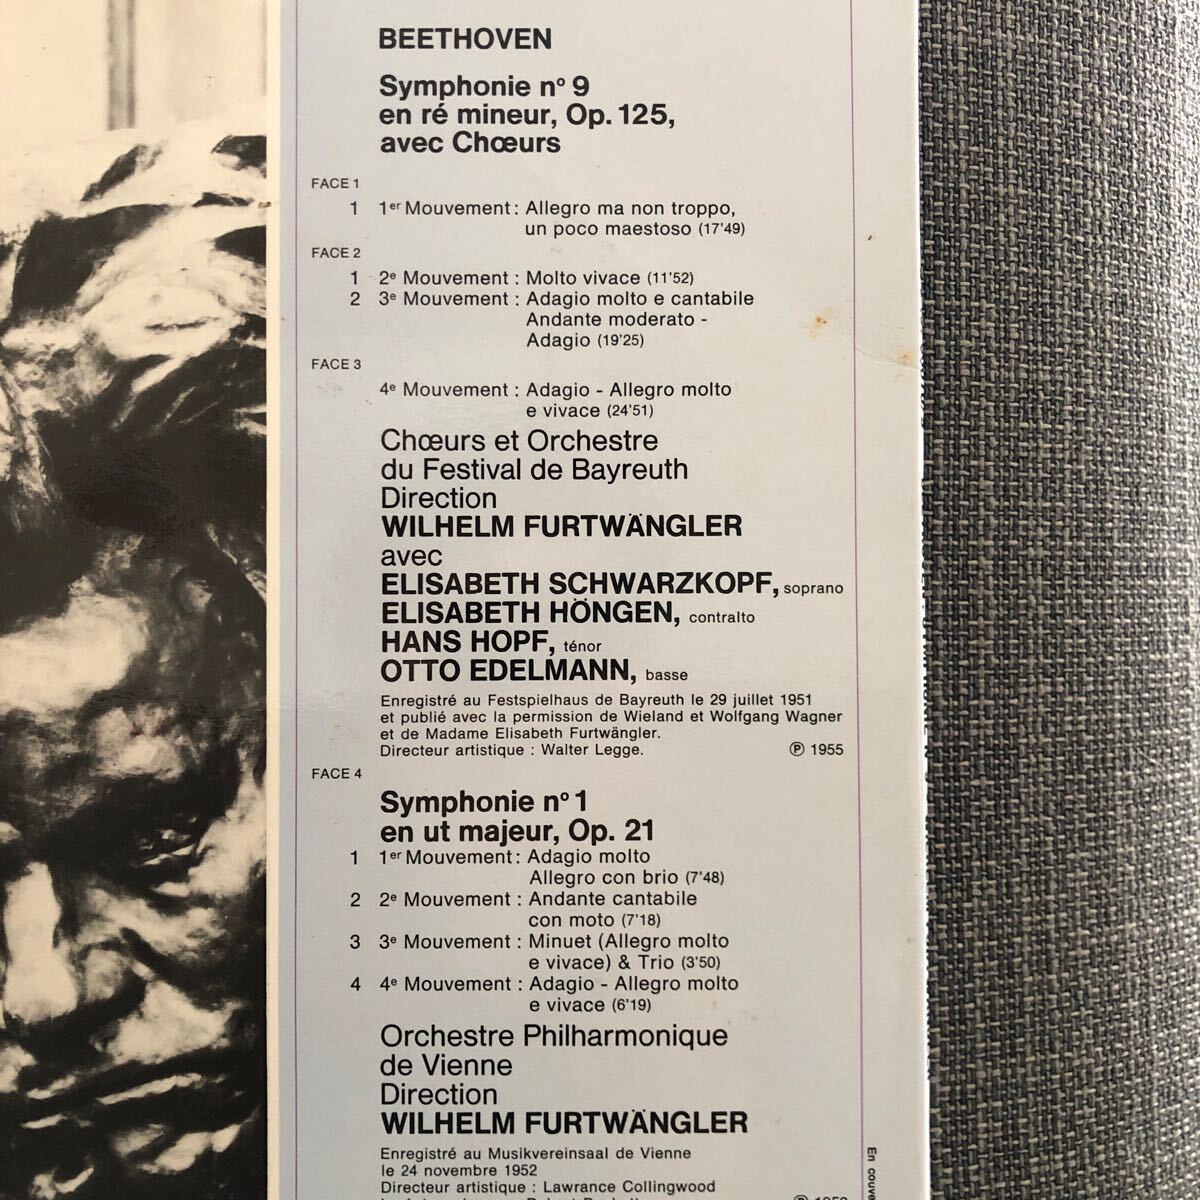 BEETHOVEN
Symphonie nº 9
en ré mineur, Op. 125,
avec Chœurs
FACE 1
1 1er Mouvement : Allegro ma non troppo,
un poco maestoso (17'49)
FACE 2
1 2e Mouvement : Molto vivace (11'52)
2 3e Mouvement : Adagio molto e cantabile
Andante moderato -
Adagio (19'25)
FACE 3
4e Mouvement : Adagio - Allegro molto
e vivace (24'51)
Chœurs et Orchestre
du Festival de Bayreuth
Direction
WILHELM FURTWÄNGLER
avec
ELISABETH SCHWARZKOPF, soprano
ELISABETH HÖNGEN, contralto
HANS HOPF, ténor
OTTO EDELMANN, basse
Enregistré au Festspielhaus de Bayreuth le 29 juillet 1951
et publié avec la permission de Wieland et Wolfgang Wagner
et de Madame Elisabeth Furtwängler.
Directeur artistique : Walter Legge. ℗ 1955
FACE 4
Symphonie nº 1
en ut majeur, Op. 21
1 1er Mouvement : Adagio molto
Allegro con brio (7'48)
2 2e Mouvement : Andante cantabile
con moto (7'18)
3 3e Mouvement : Minuet (Allegro molto
e vivace) & Trio (3'50)
4 4e Mouvement : Adagio - Allegro molto
e vivace (6'19)
Orchestre Philharmonique
de Vienne
Direction
WILHELM FURTWÄNGLER
Enregistré au Musikvereinsaal de Vienne
le 24 novembre 1952
Directeur artistique : Lawrance Collingwood
En couve